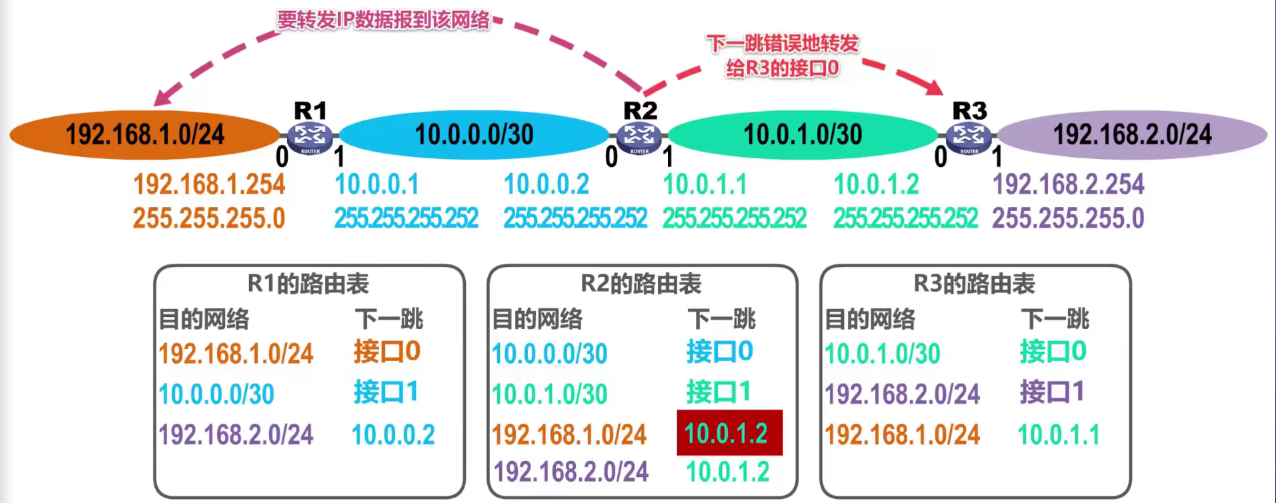 要转发IP数据报到该网络
下一跳错误地转发
给R3的接口0
R1
R2
R3
192.168.1.0/24
10.0.0.0/30
10.0.1.0/30
192.168.2.0/24
ROUTER
ROUTER
ROUTER
0
1
0
1
0
1
192.168.1.254
10.0.0.1
10.0.0.2
10.0.1.1
10.0.1.2
192.168.2.254
255.255.255.0
255.255.255.252
255.255.255.252
255.255.255.252
255.255.255.252
255.255.255.0
R1的路由表
目的网络 下一跳
192.168.1.0/24 接口0
10.0.0.0/30 接口1
192.168.2.0/24 10.0.0.2
R2的路由表
目的网络 下一跳
10.0.0.0/30 接口0
10.0.1.0/30 接口1
192.168.1.0/24 10.0.1.2
192.168.2.0/24 10.0.1.2
R3的路由表
目的网络 下一跳
10.0.1.0/30 接口0
192.168.2.0/24 接口1
192.168.1.0/24 10.0.1.1